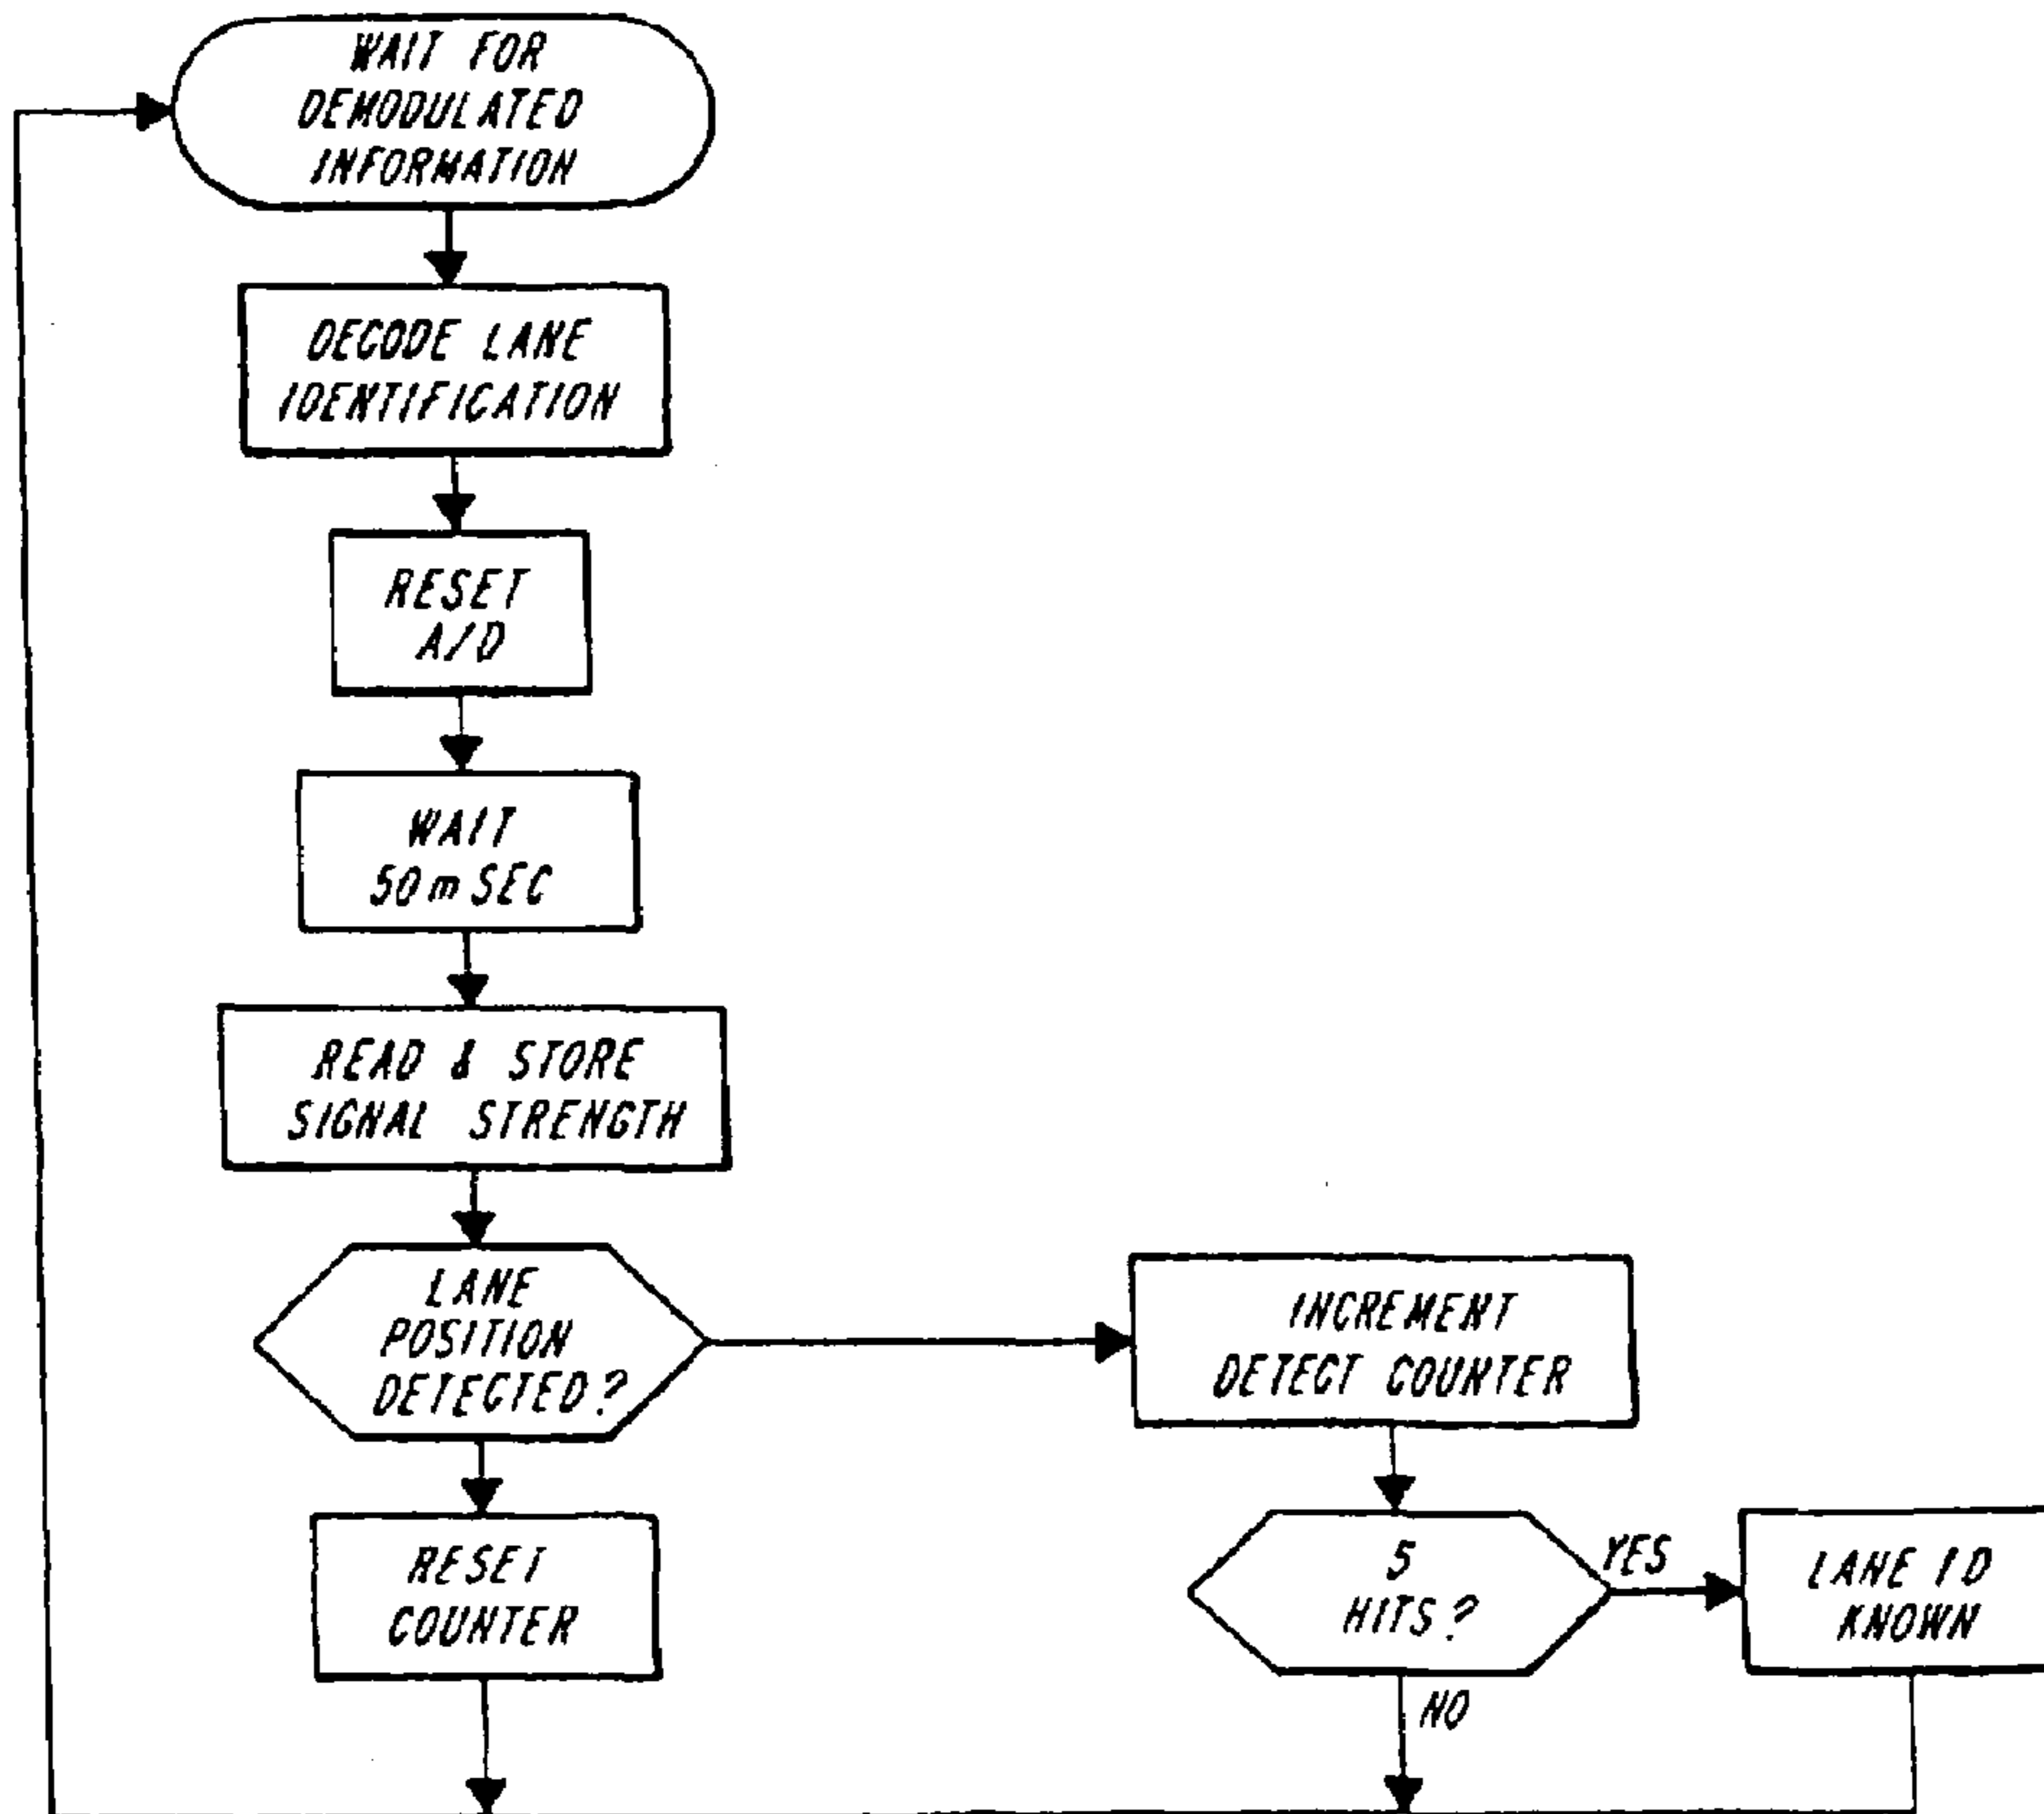 WAIT FOR
DEMODULATED
INFORMATION
DECODE LANE
IDENTIFICATION
RESET
A/D
WAIT
50 m SEC
READ & STORE
SIGNAL STRENGTH
LANE
POSITION
DETECTED?
INCREMENT
DETECT COUNTER
RESET
COUNTER
5
HITS?
YES
NO
LANE ID
KNOWN